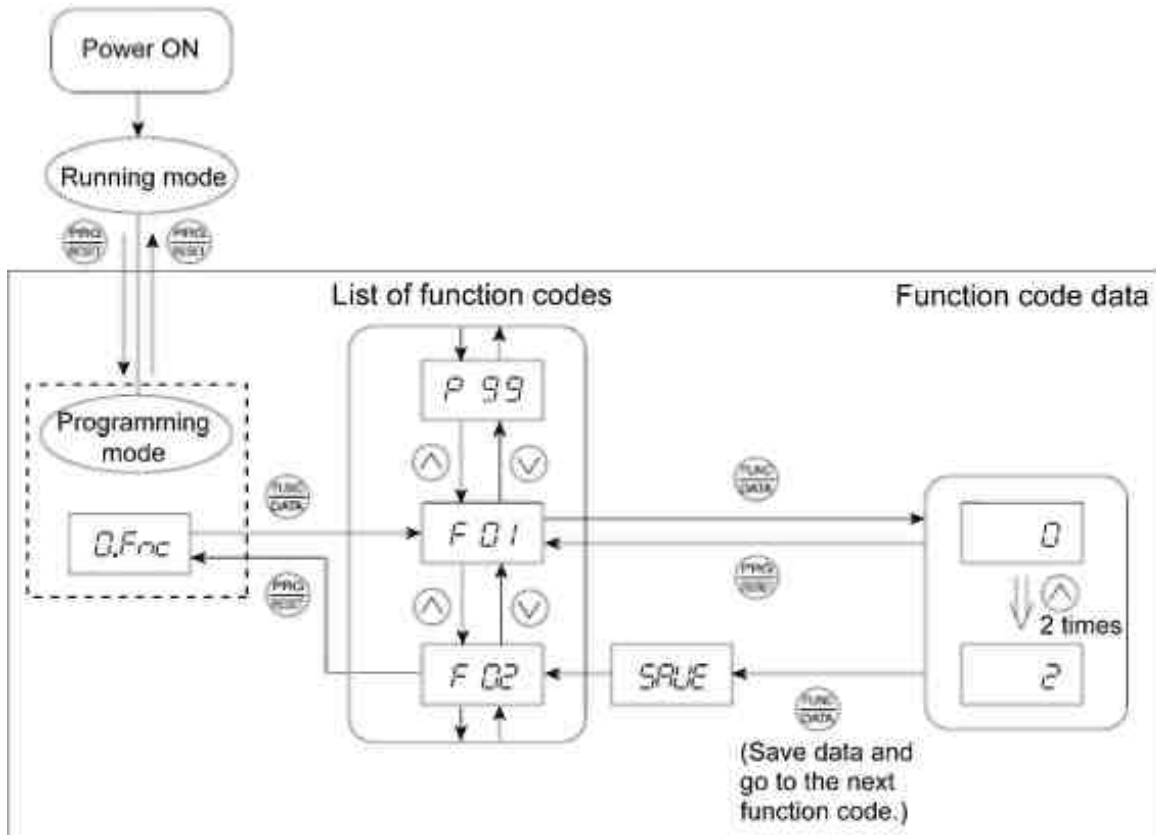 Power ON
Running mode
PRG
RESET
PRG
RESET
List of function codes
Function code data
P 99
Programming
mode
FUNC
DATA
FUNC
DATA
0.Fnc
F 01
0
PRG
RESET
PRG
RESET
2 times
F 02
SAVE
2
FUNC
DATA
(Save data and
go to the next
function code.)